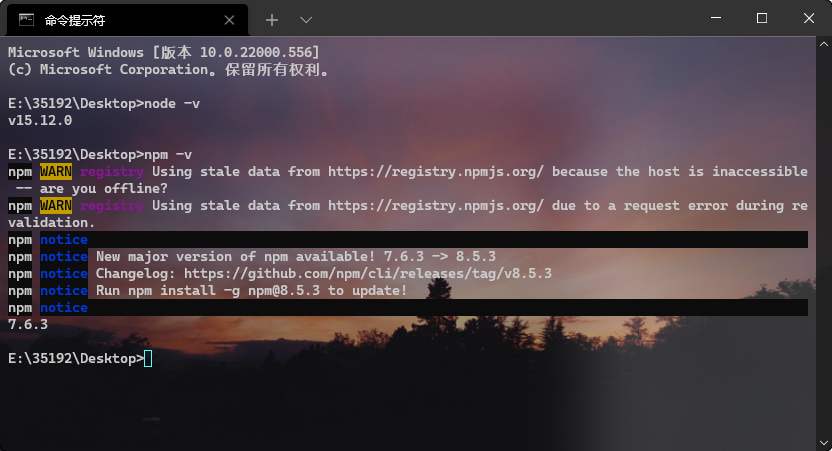 命令提示符
Microsoft Windows [版本 10.0.22000.556]
(c) Microsoft Corporation。保留所有权利。
E:\35192\Desktop>node -v
v15.12.0
E:\35192\Desktop>npm -v
npm WARN registry Using stale data from https://registry.npmjs.org/ because the host is inaccessible
-- are you offline?
npm WARN registry Using stale data from https://registry.npmjs.org/ due to a request error during re
validation.
npm notice
npm notice New major version of npm available! 7.6.3 -> 8.5.3
npm notice Changelog: https://github.com/npm/cli/releases/tag/v8.5.3
npm notice Run npm install -g npm@8.5.3 to update!
npm notice
7.6.3
E:\35192\Desktop>